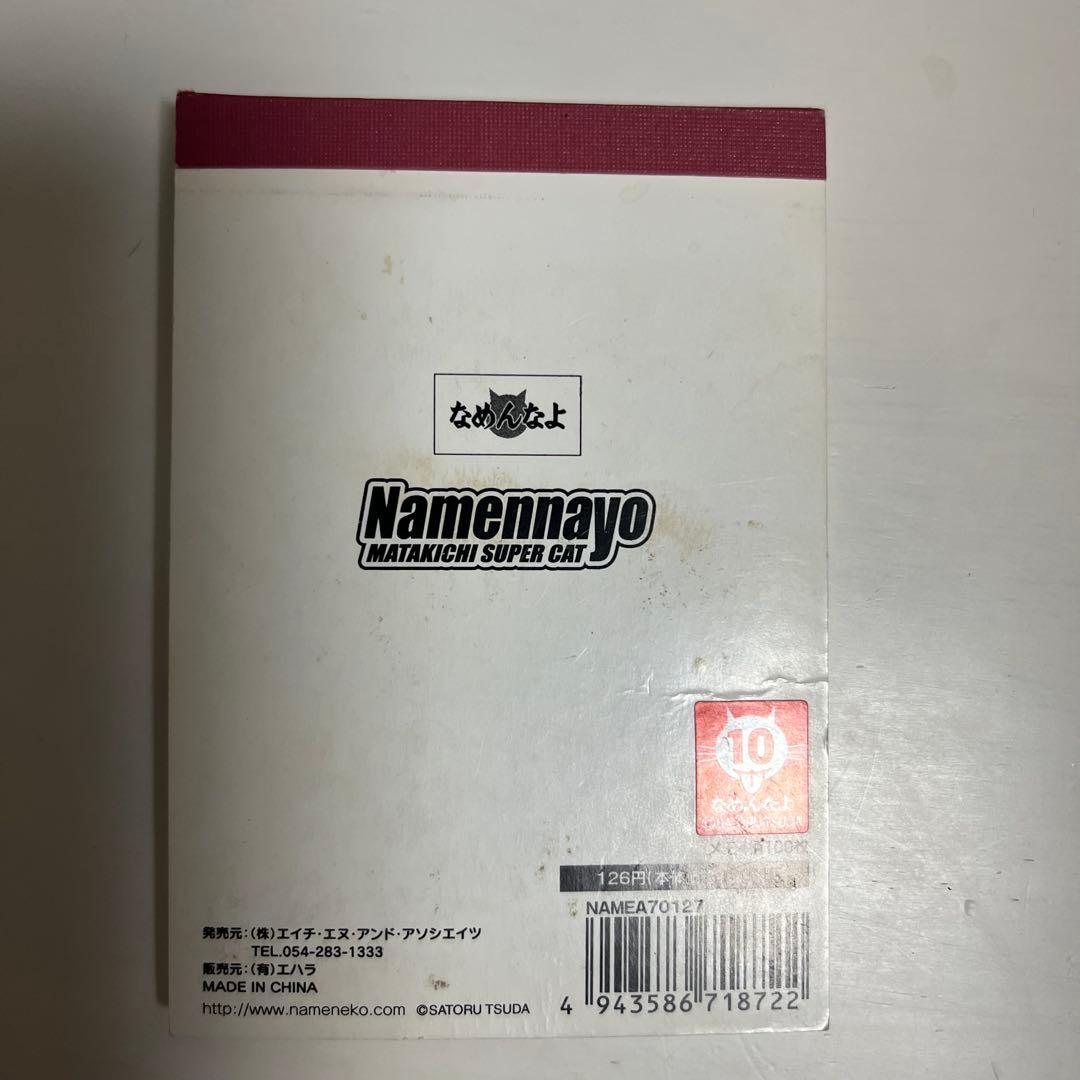 なめんなよ
Namennayo
MATAKICHI SUPER CAT
10
なめんなよ
126円(本体
NAMEA70127
発売元:(株)エイチ・エヌ・アンド・アソシエイツ
TEL.054-283-1333
販売元:(有)エハラ
MADE IN CHINA
http://www.nameneko.com ©SATORU TSUDA
4 943586 718722